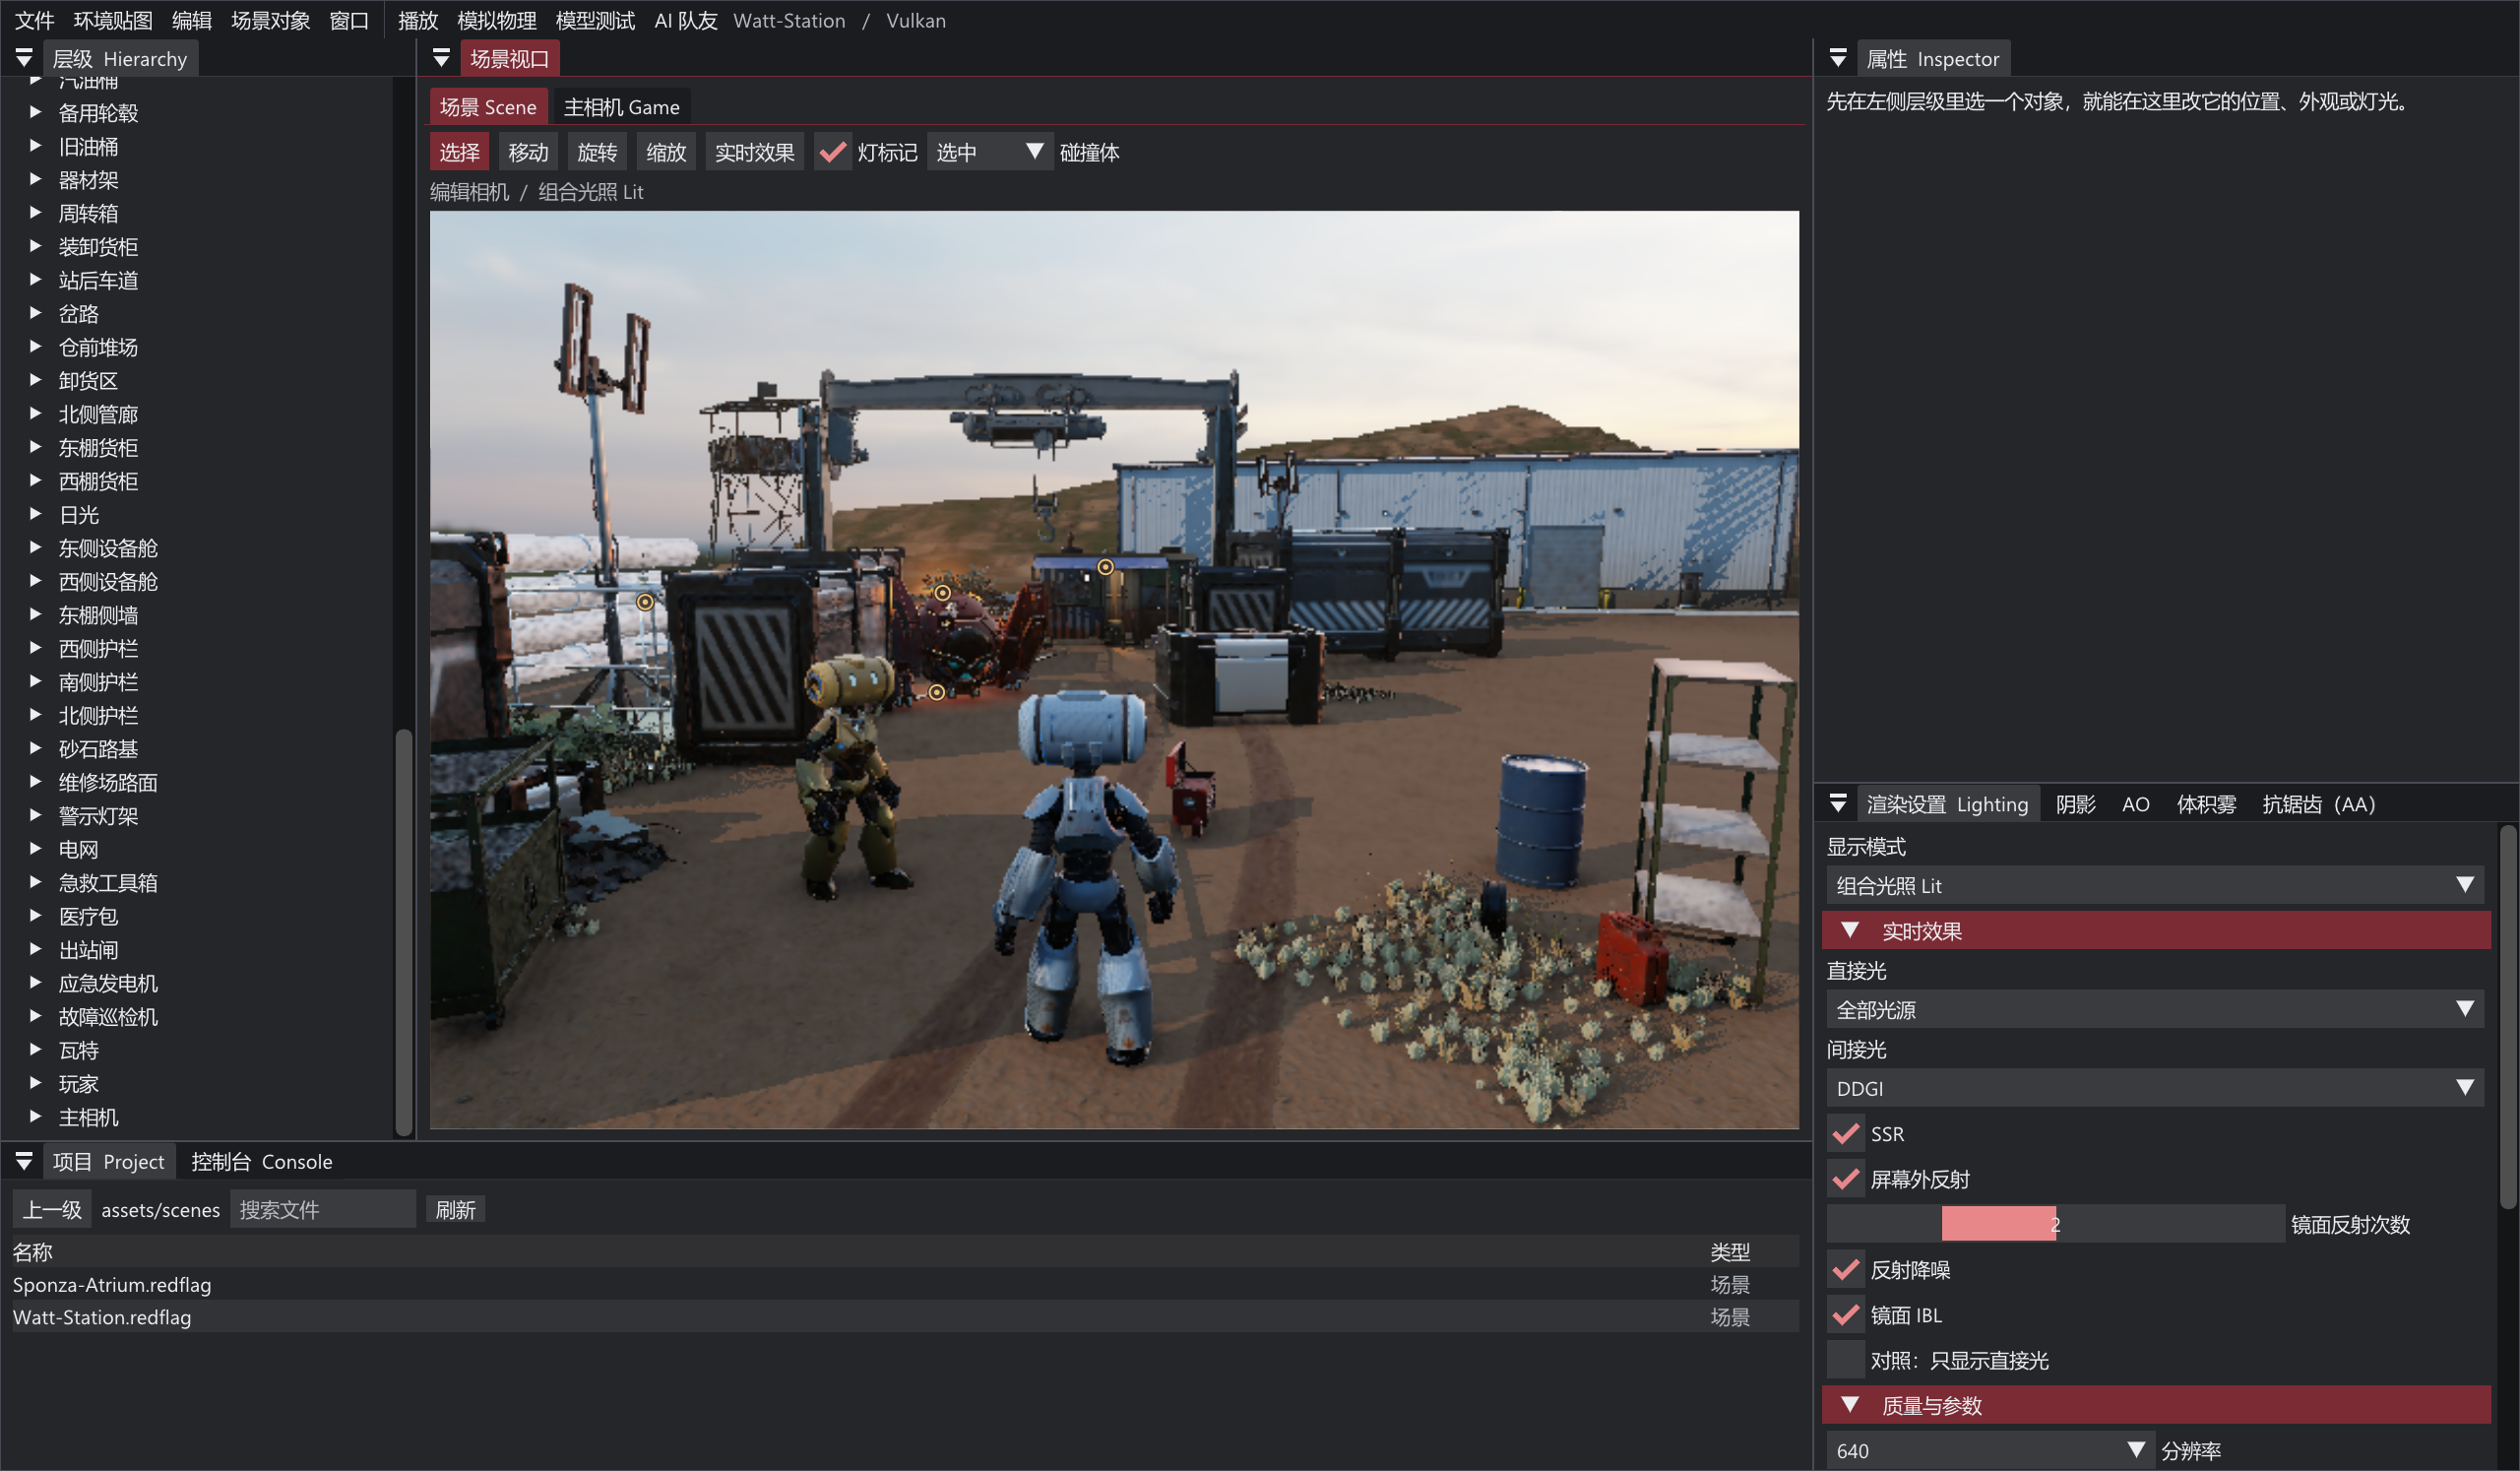 文件 环境贴图 编辑 场景对象 窗口 播放 模拟物理 模型测试 AI 队友 Watt-Station / Vulkan
层级 Hierarchy
汽油桶
备用轮毂
旧油桶
器材架
周转箱
装卸货柜
站后车道
岔路
仓前堆场
卸货区
北侧管廊
东棚货柜
西棚货柜
日光
东侧设备舱
西侧设备舱
东棚侧墙
西侧护栏
南侧护栏
北侧护栏
砂石路基
维修场路面
警示灯架
电网
急救工具箱
医疗包
出站闸
应急发电机
故障巡检机
瓦特
玩家
主相机
场景视口
场景 Scene 主相机 Game
选择 移动 旋转 缩放 实时效果 灯标记 选中 碰撞体
编辑相机 / 组合光照 Lit
属性 Inspector
先在左侧层级里选一个对象，就能在这里改它的位置、外观或灯光。
渲染设置 Lighting 阴影 AO 体积雾 抗锯齿（AA）
显示模式
组合光照 Lit
实时效果
直接光
全部光源
间接光
DDGI
SSR
屏幕外反射
2 镜面反射次数
反射降噪
镜面 IBL
对照：只显示直接光
质量与参数
640 分辨率
项目 Project 控制台 Console
上一级 assets/scenes 搜索文件 刷新
名称 类型
Sponza-Atrium.redflag 场景
Watt-Station.redflag 场景